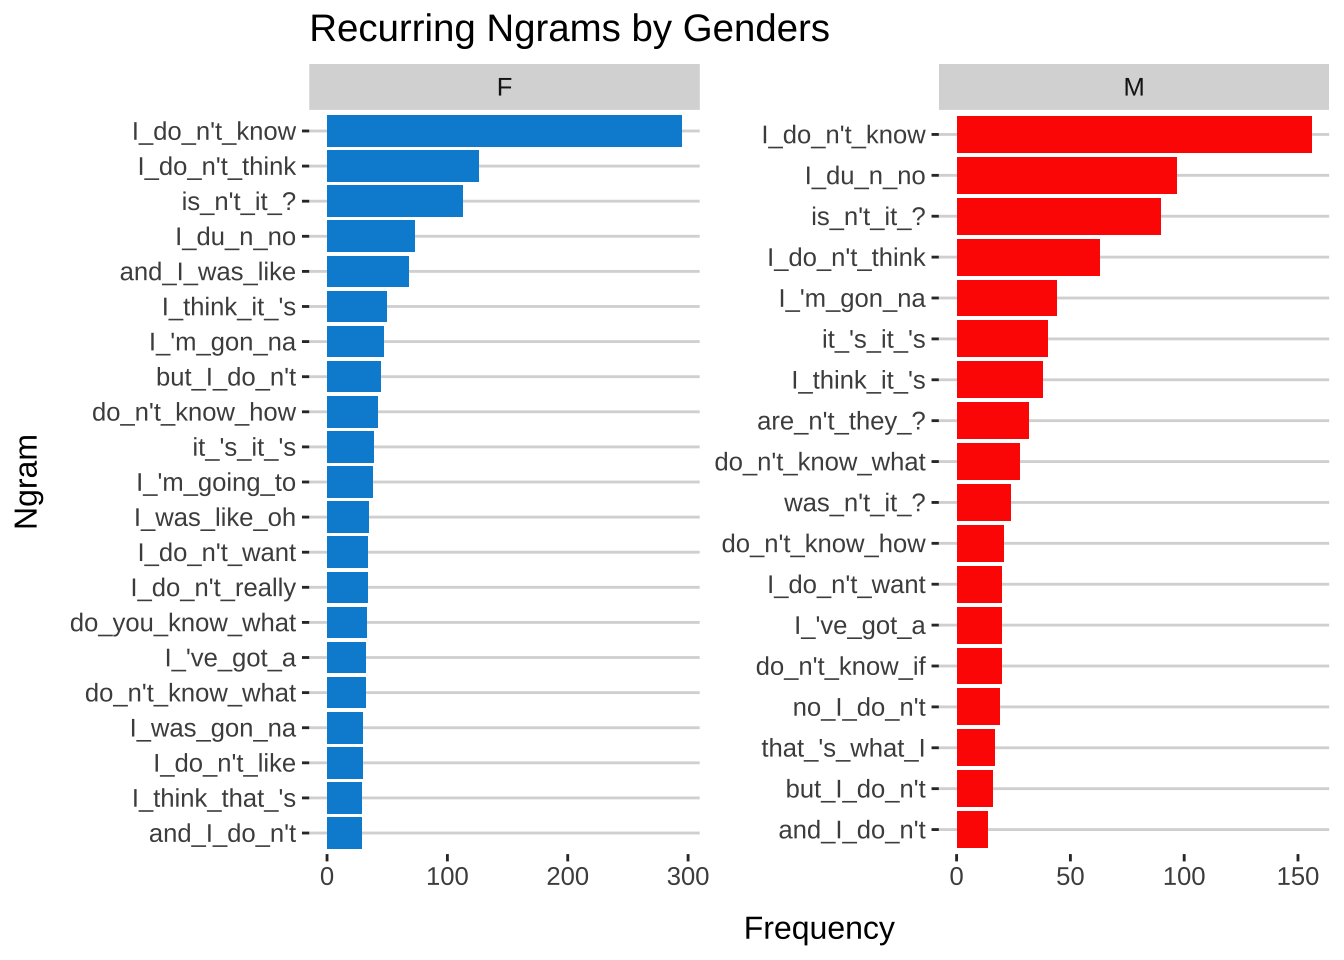 Recurring Ngrams by Genders
F
M
Ngram
I_do_n't_know
I_do_n't_think
is_n't_it_?
I_du_n_no
and_I_was_like
I_think_it_'s
I_'m_gon_na
but_I_do_n't
do_n't_know_how
it_'s_it_'s
I_'m_going_to
I_was_like_oh
I_do_n't_want
I_do_n't_really
do_you_know_what
I_'ve_got_a
do_n't_know_what
I_was_gon_na
I_do_n't_like
I_think_that_'s
and_I_do_n't
0 100 200 300
I_do_n't_know
I_du_n_no
is_n't_it_?
I_do_n't_think
I_'m_gon_na
it_'s_it_'s
I_think_it_'s
are_n't_they_?
do_n't_know_what
was_n't_it_?
do_n't_know_how
I_do_n't_want
I_'ve_got_a
do_n't_know_if
no_I_do_n't
that_'s_what_I
but_I_do_n't
and_I_do_n't
0 50 100 150
Frequency